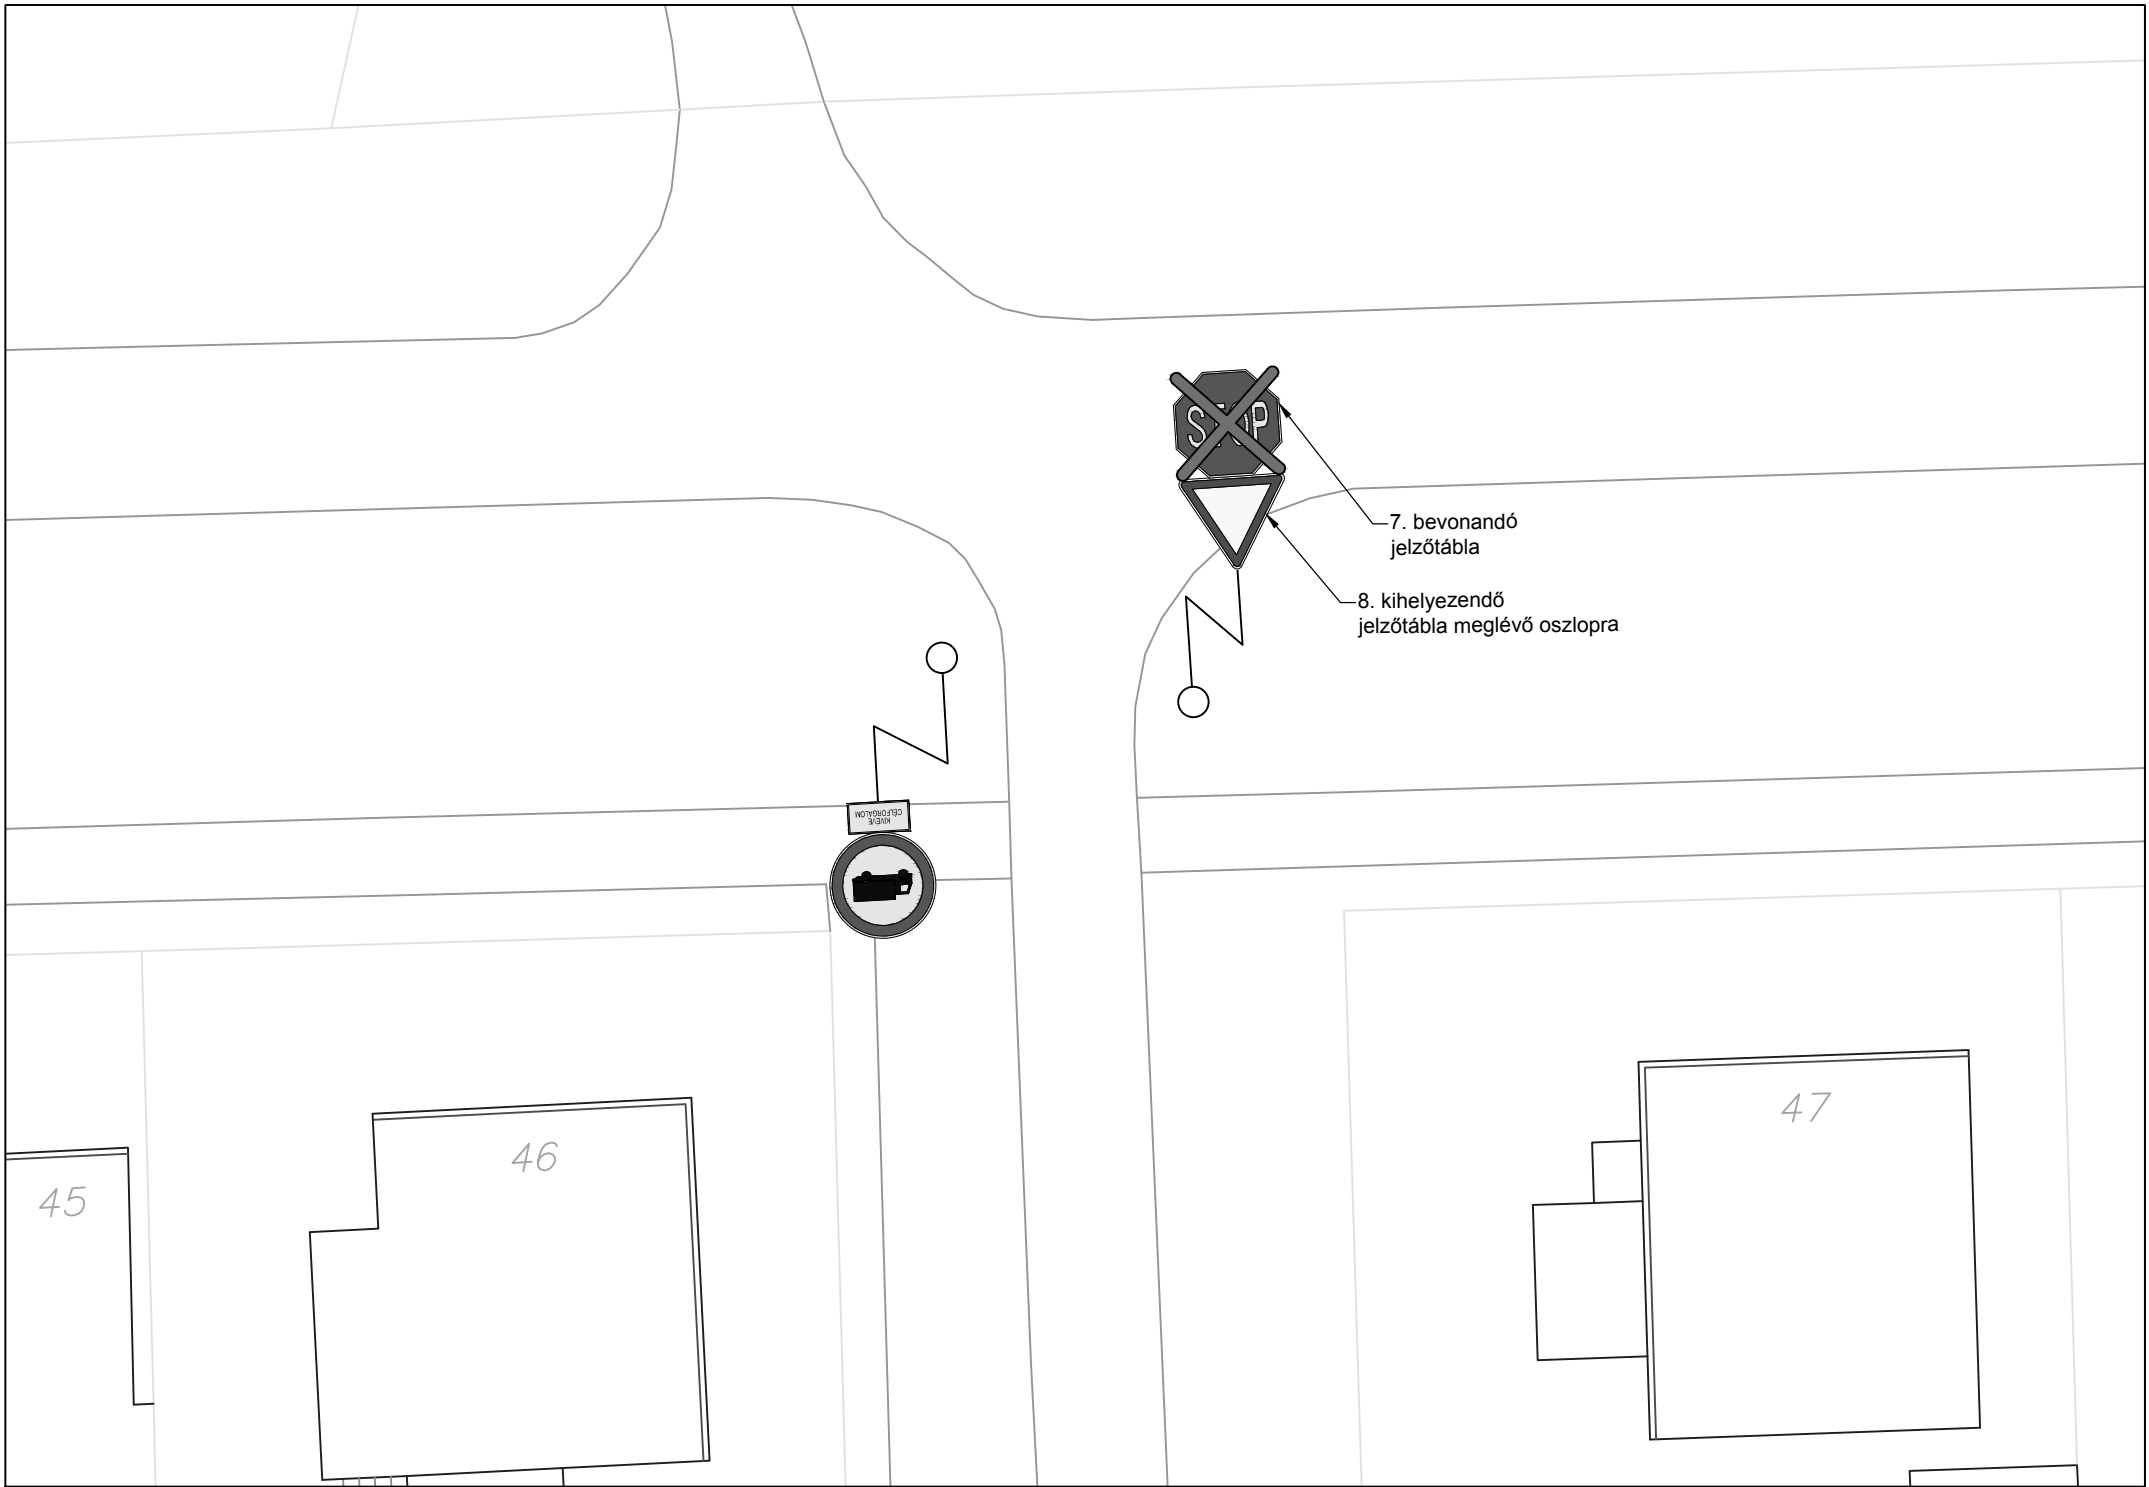 STOP
7. bevonandó
jelzőtábla
8. kihelyezendő
jelzőtábla meglévő oszlopra
KIVÉVE
CÉLFORGALOM
47
46
45